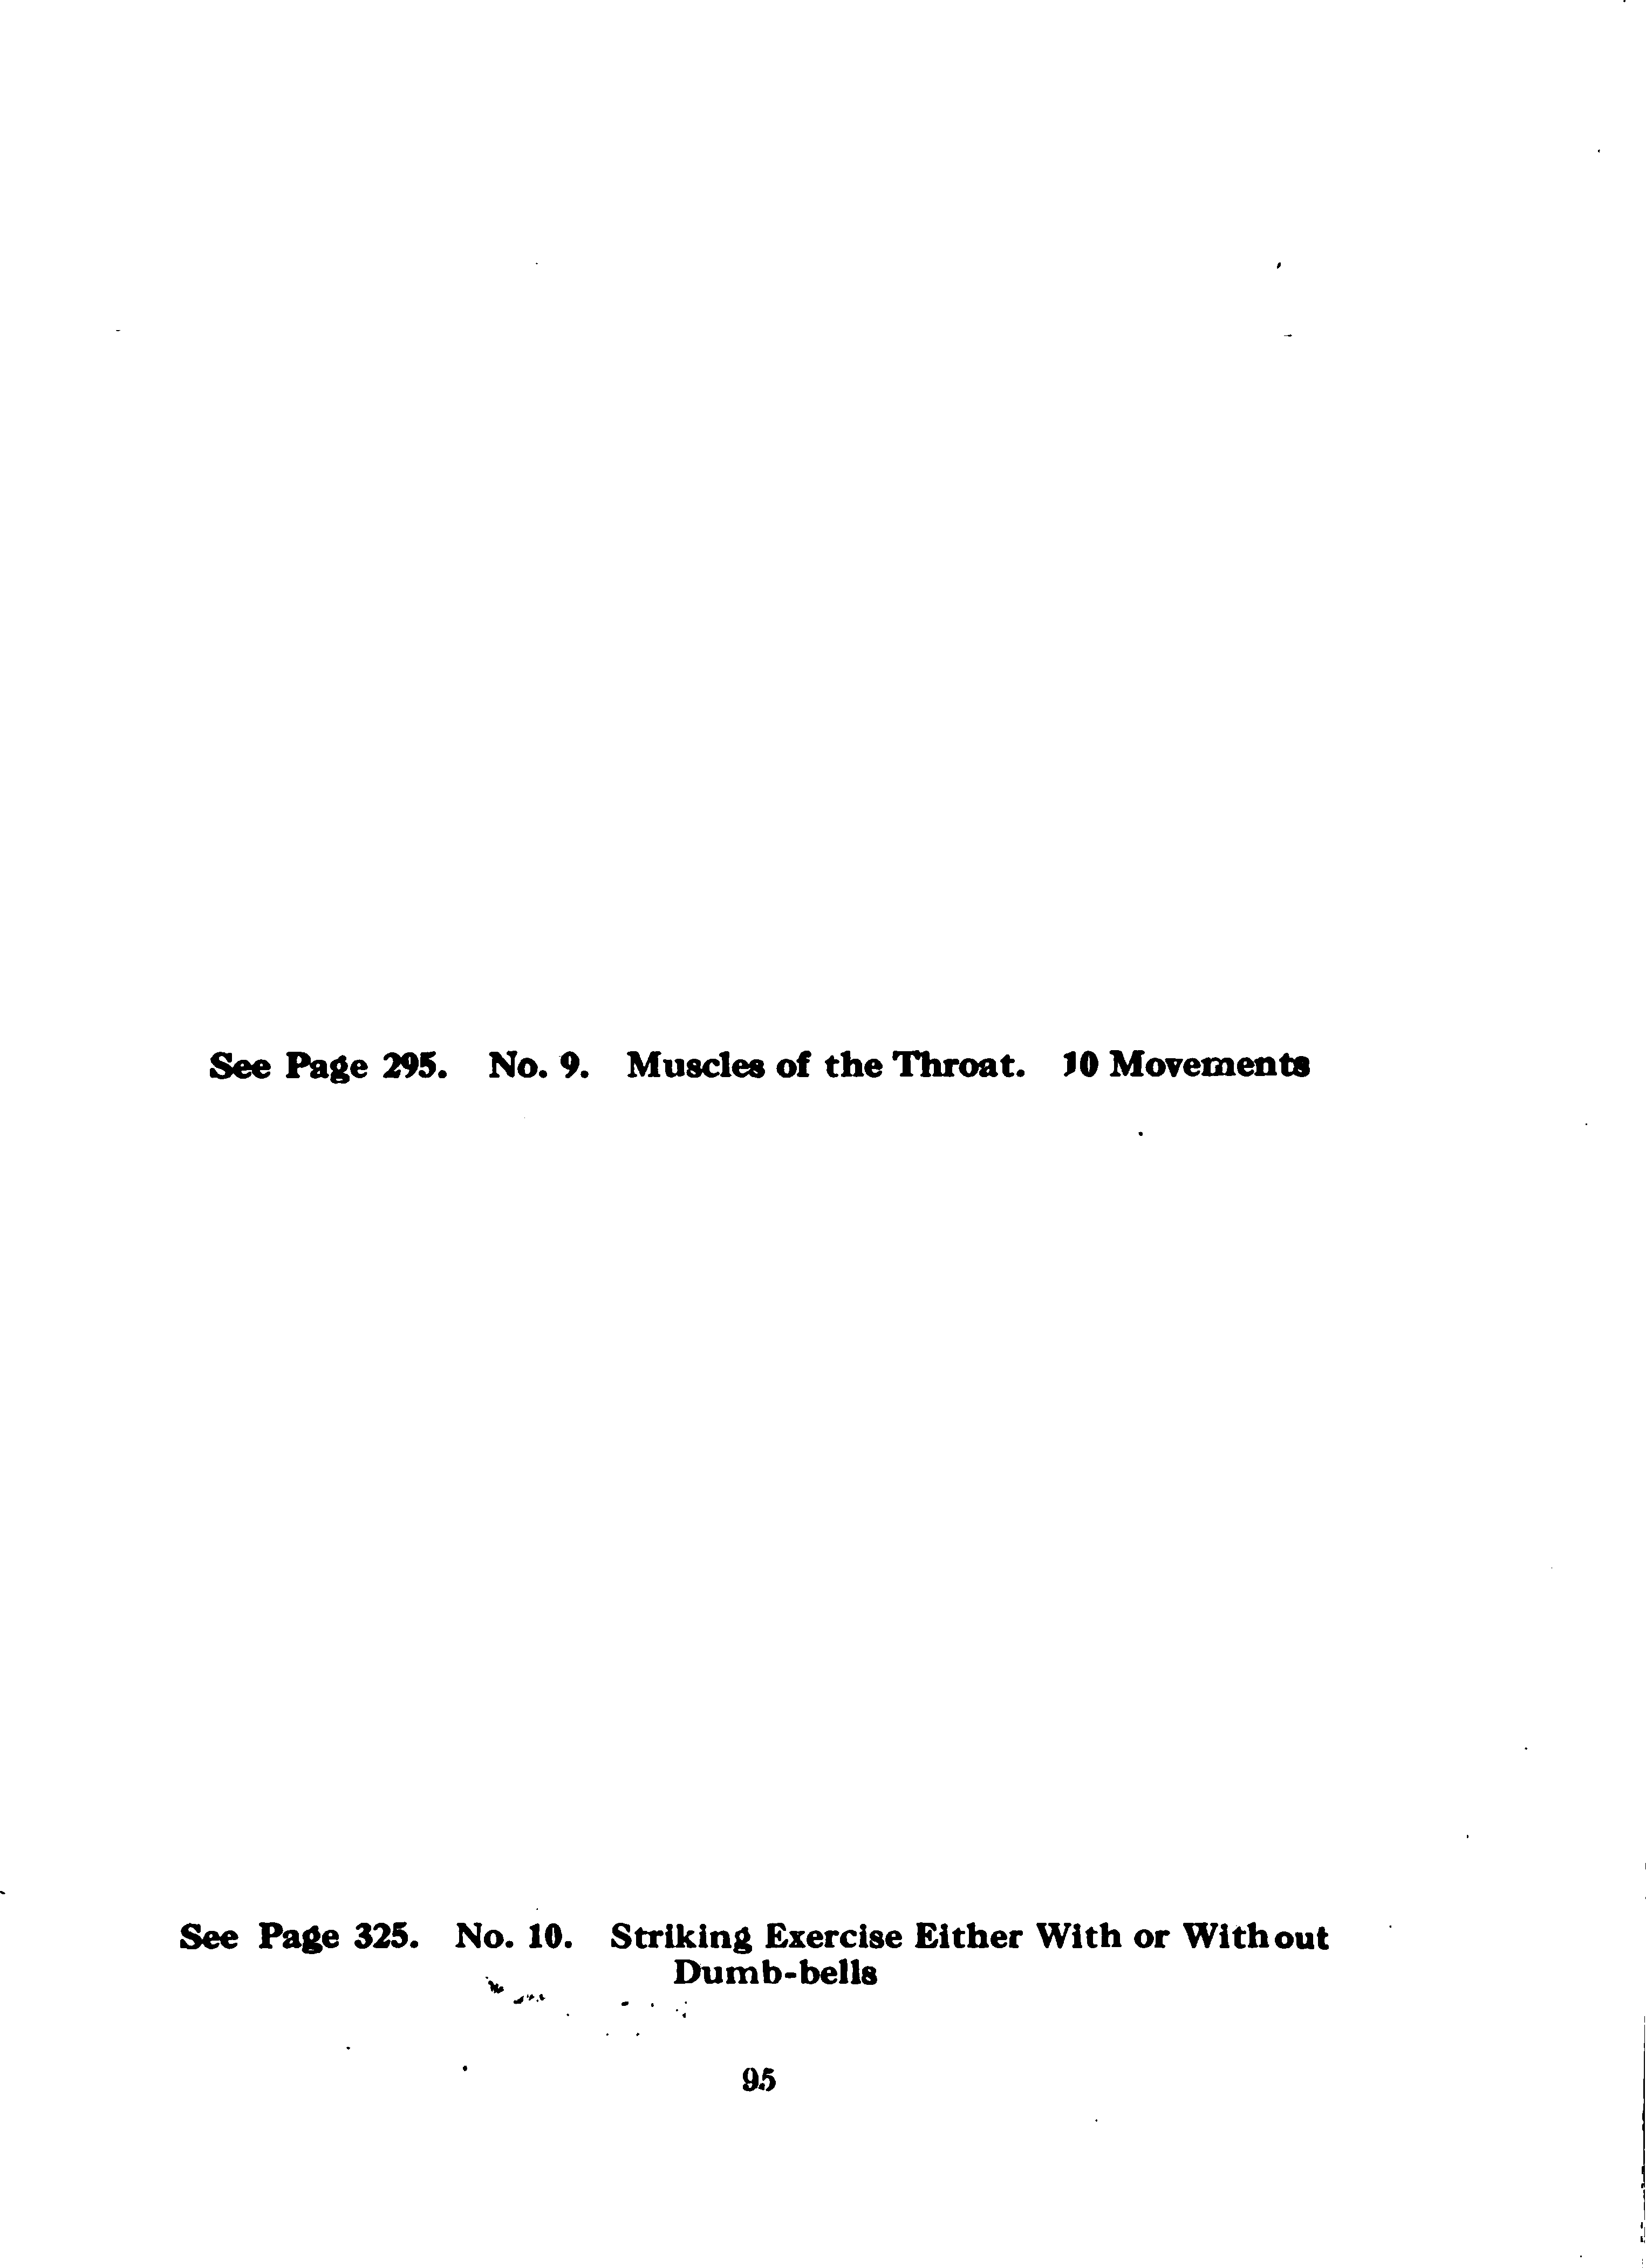 See Page 295. No. 9. Muscles of the Throat. 10 Movements
See Page 325. No. 10. Striking Exercise Either With or Without
Dumb-bells
95